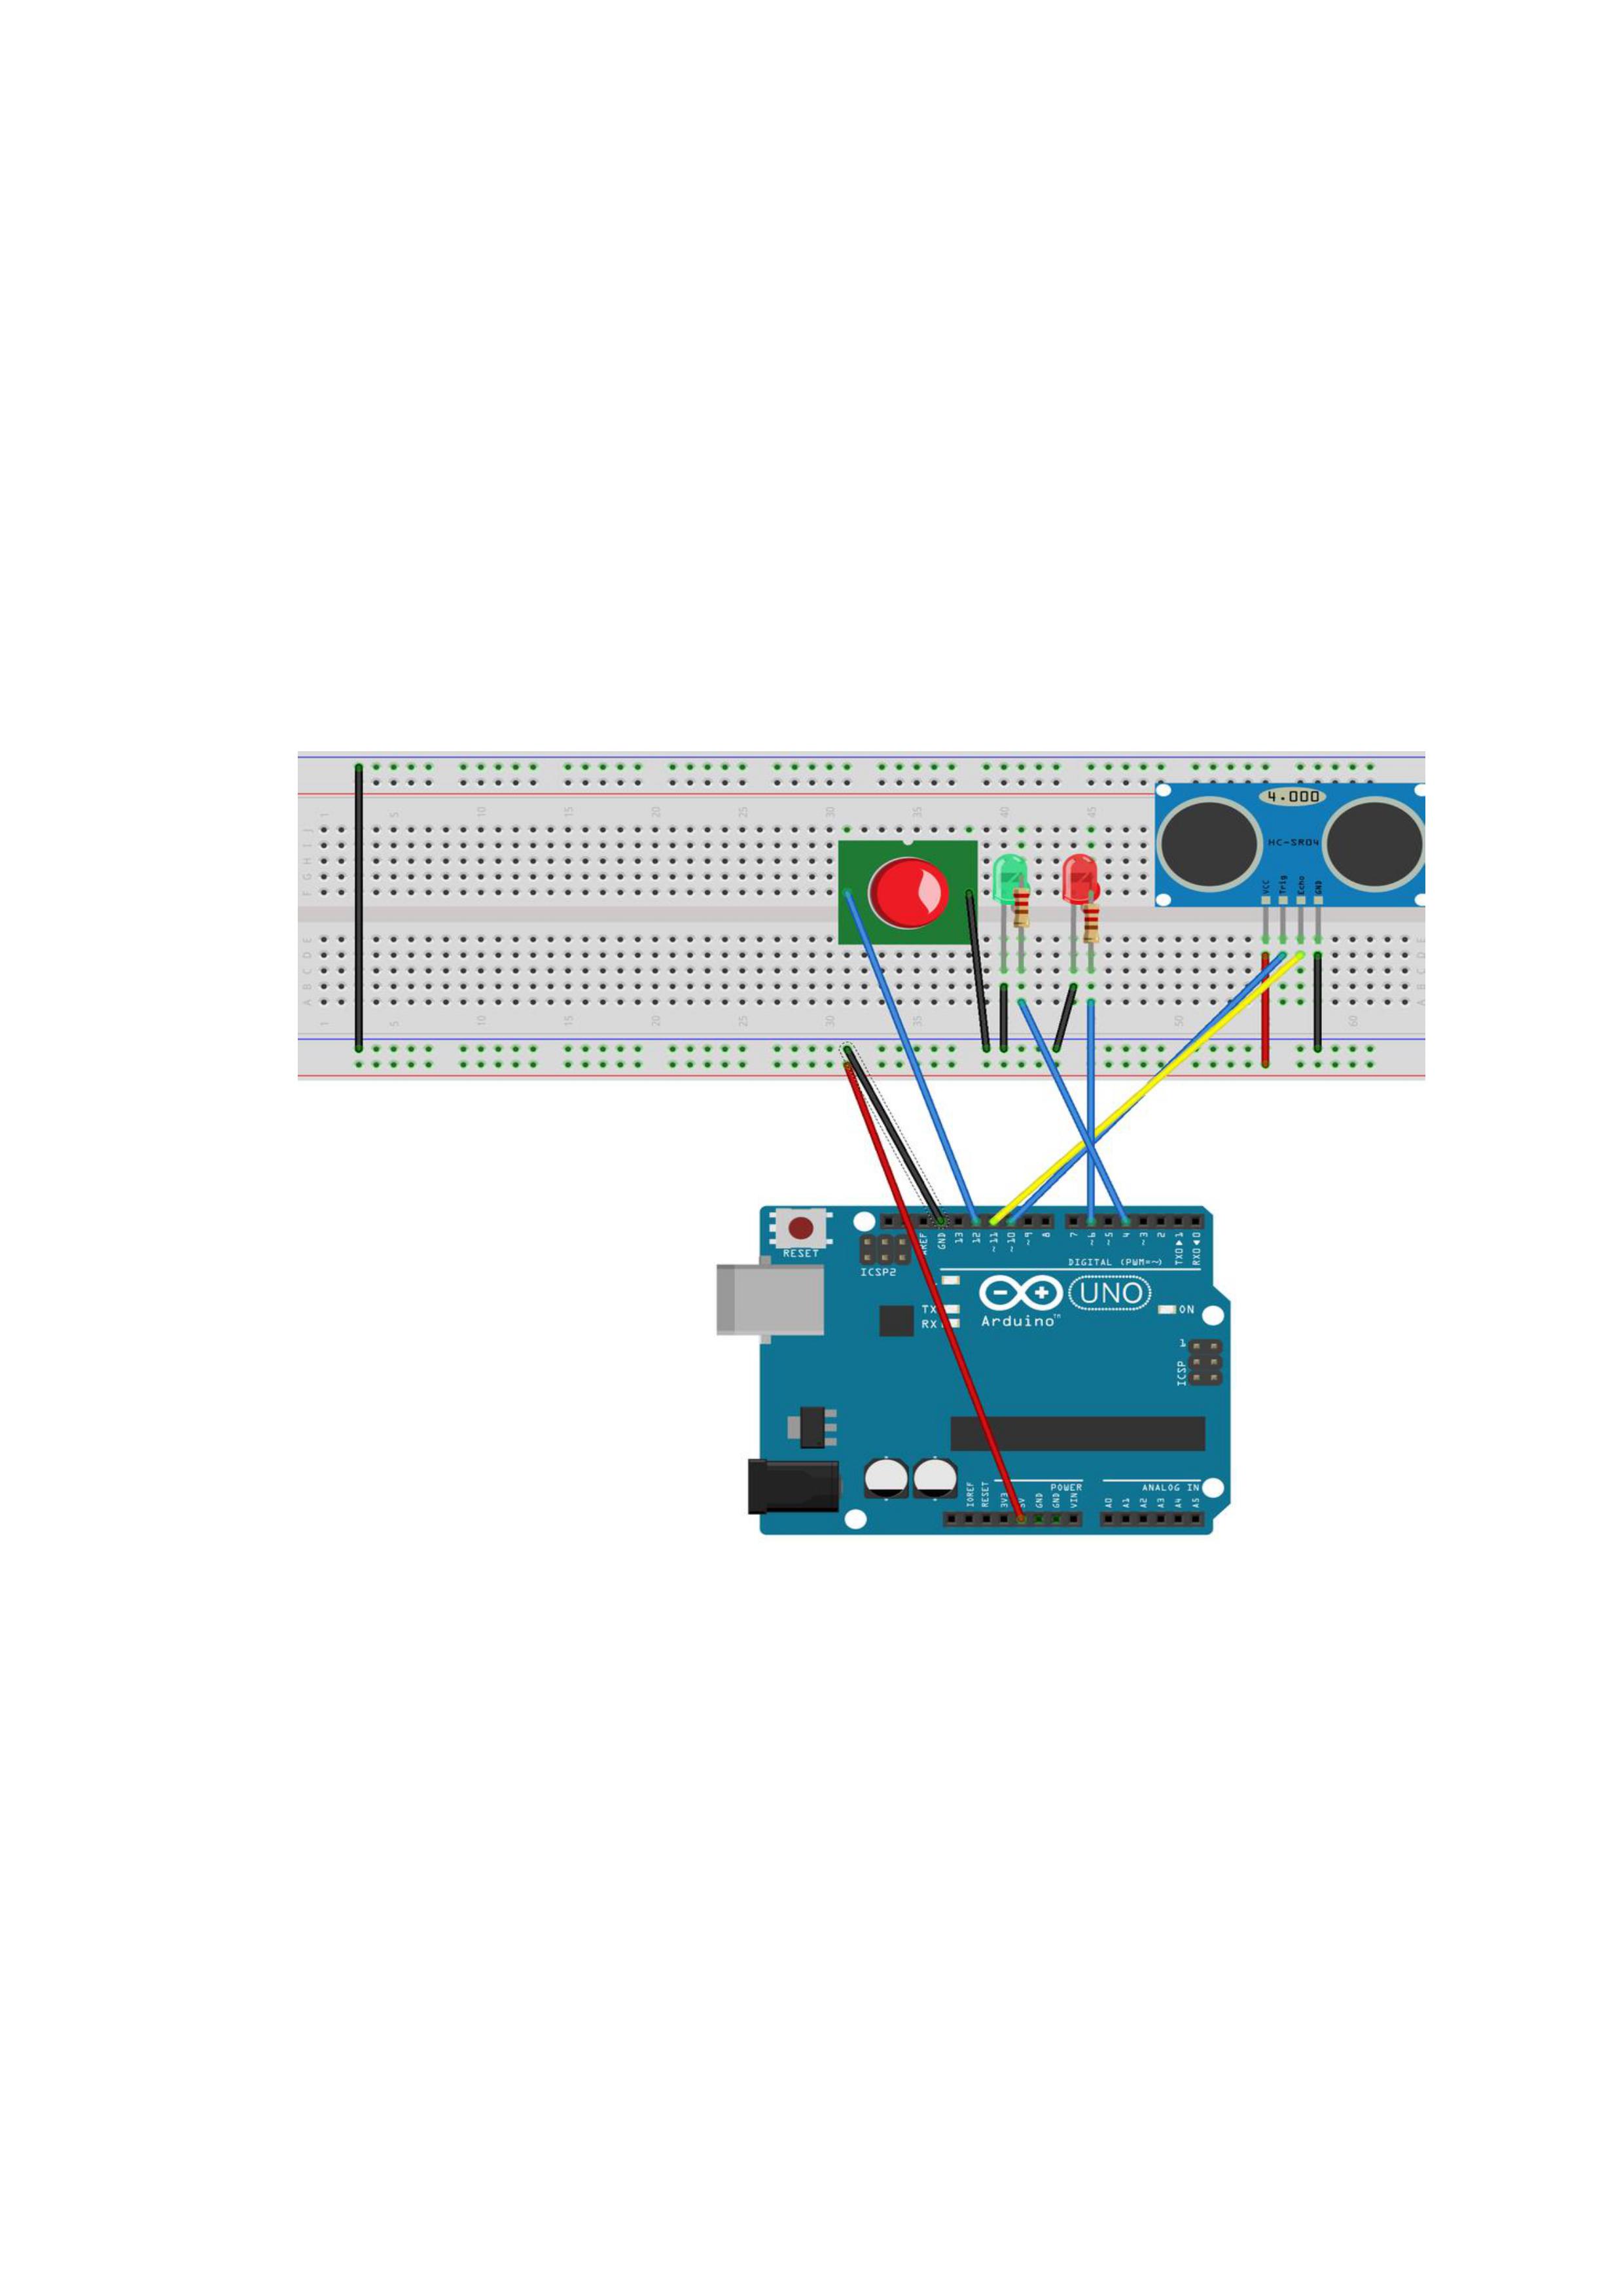 1 5 10 15 20 25 30 35 40 45
J
I
H
G
F
4.000
HC-SR04
VCC Trig Echo GND
E
D
C
B
A
1 5 10 15 20 25 30 35 50 60
RESET
ICSP2
AREF GND 13 12 ~11 ~10 ~9 8 7 ~6 ~5 4 ~3 2 TX0▶1 RX0◀0
DIGITAL (PWM=~)
TX
RX
UNO
Arduino™
ON
1
ICSP
POWER
ANALOG IN
IOREF RESET 3V3 5V GND GND VIN A0 A1 A2 A3 A4 A5